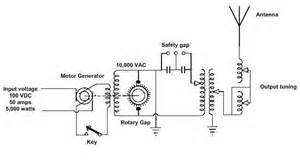 Antenna
Safety gap
10,000 VAC
Motor Generator
Input voltage
100 VDC
50 amps
5,000 watts
Output tuning
Rotary Gap
Key